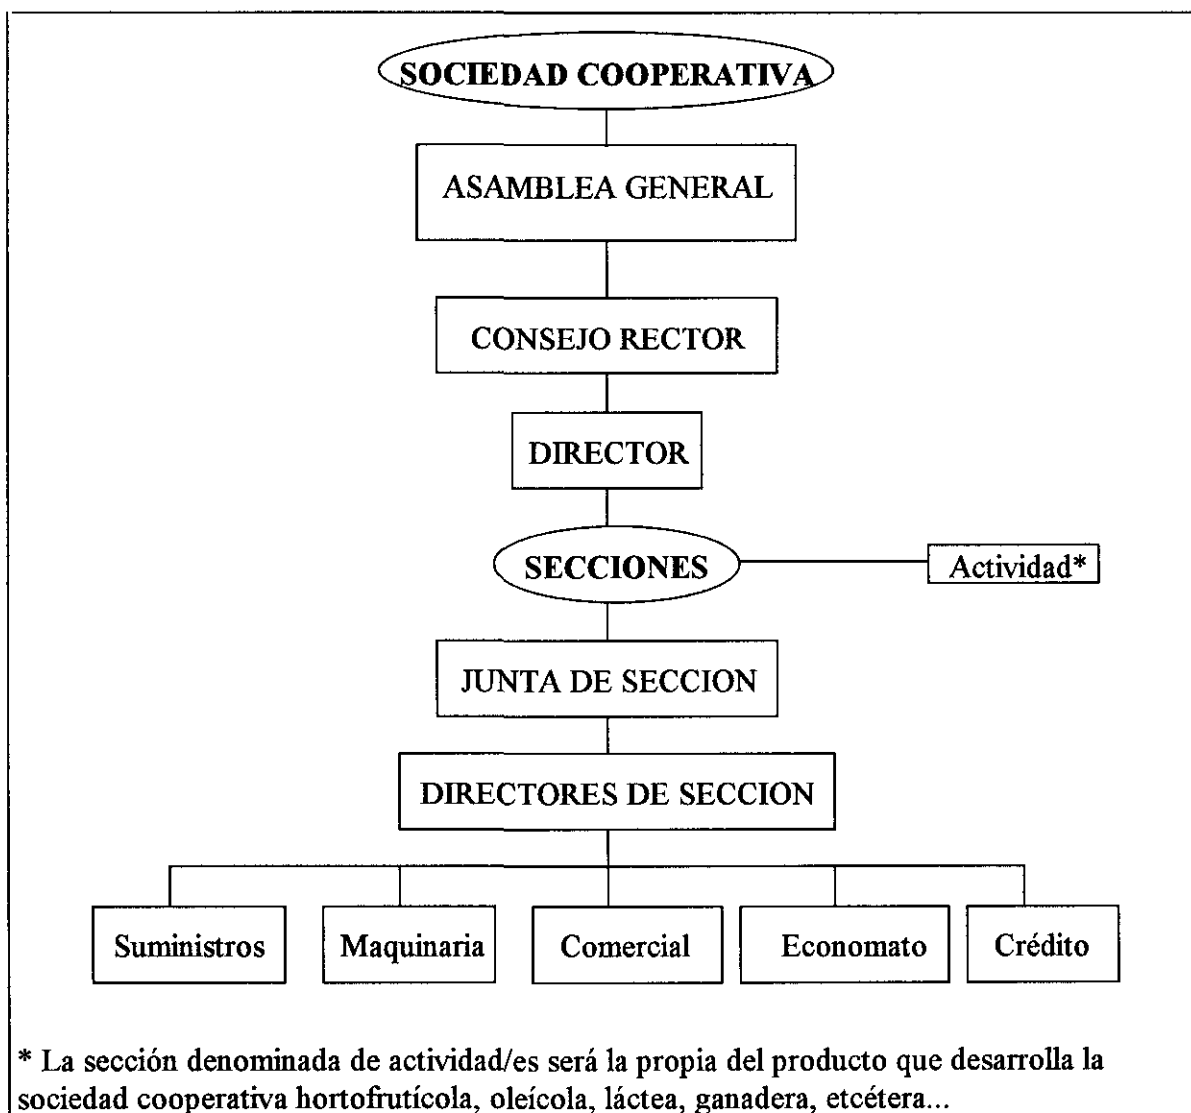 SOCIEDAD COOPERATIVA
ASAMBLEA GENERAL
CONSEJO RECTOR
DIRECTOR
SECCIONES
Actividad*
JUNTA DE SECCION
DIRECTORES DE SECCION
Suministros
Maquinaria
Comercial
Economato
Crédito
* La sección denominada de actividad/es será la propia del producto que desarrolla la
sociedad cooperativa hortofrutícola, oleícola, láctea, ganadera, etcétera...